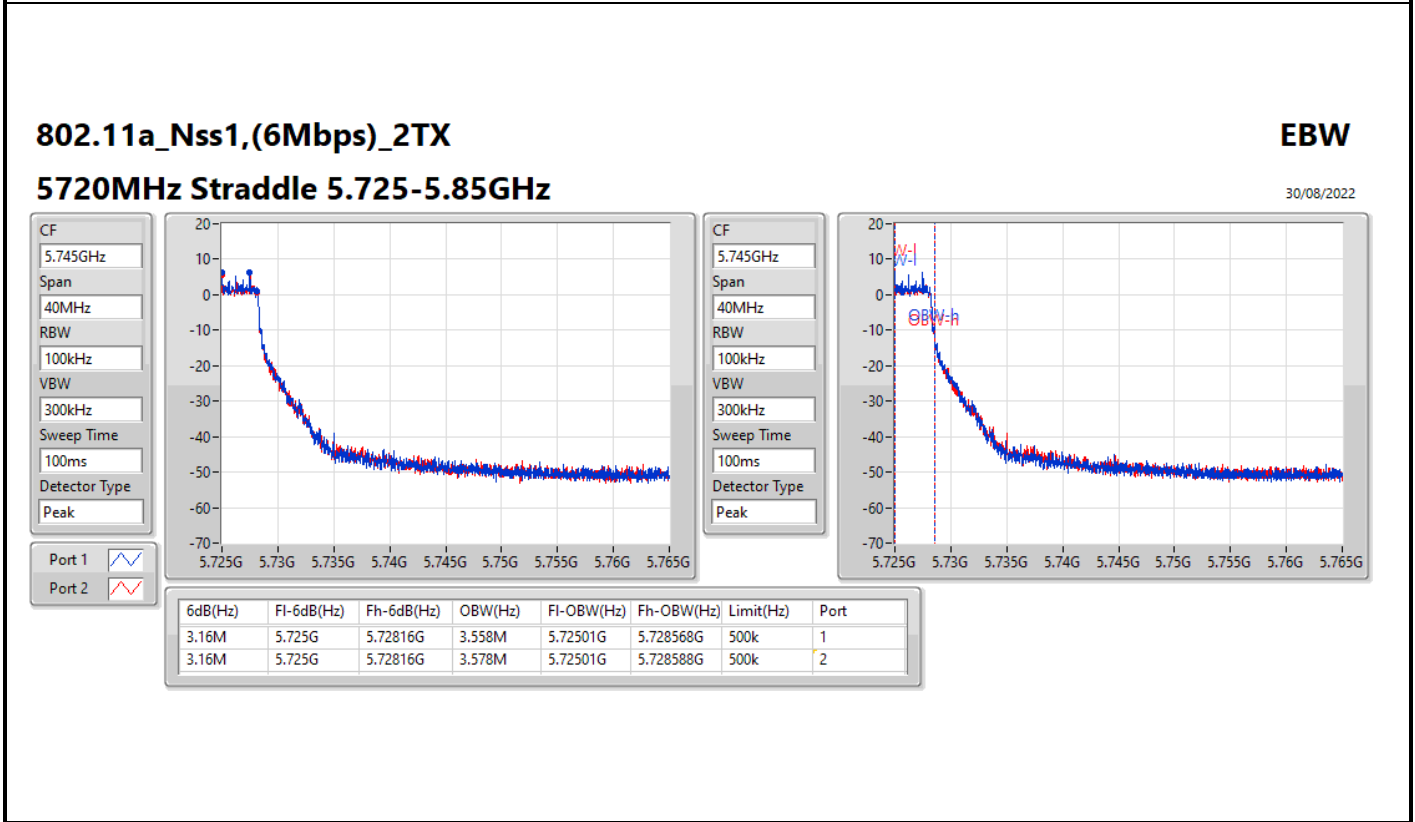 802.11a_Nss1,(6Mbps)_2TX EBW
5720MHz Straddle 5.725-5.85GHz 30/08/2022
CF
5.745GHz
Span
40MHz
RBW
100kHz
VBW
300kHz
Sweep Time
100ms
Detector Type
Peak
Port 1
Port 2
20
10
0
-10
-20
-30
-40
-50
-60
-70
5.725G 5.73G 5.735G 5.74G 5.745G 5.75G 5.755G 5.76G 5.765G
CF
5.745GHz
Span
40MHz
RBW
100kHz
VBW
300kHz
Sweep Time
100ms
Detector Type
Peak
20
10
0
-10
-20
-30
-40
-50
-60
-70
W-l
W-l
OBW-h
OBW-h
5.725G 5.73G 5.735G 5.74G 5.745G 5.75G 5.755G 5.76G 5.765G
6dB(Hz) Fl-6dB(Hz) Fh-6dB(Hz) OBW(Hz) Fl-OBW(Hz) Fh-OBW(Hz) Limit(Hz) Port
3.16M 5.725G 5.72816G 3.558M 5.72501G 5.728568G 500k 1
3.16M 5.725G 5.72816G 3.578M 5.72501G 5.728588G 500k 2